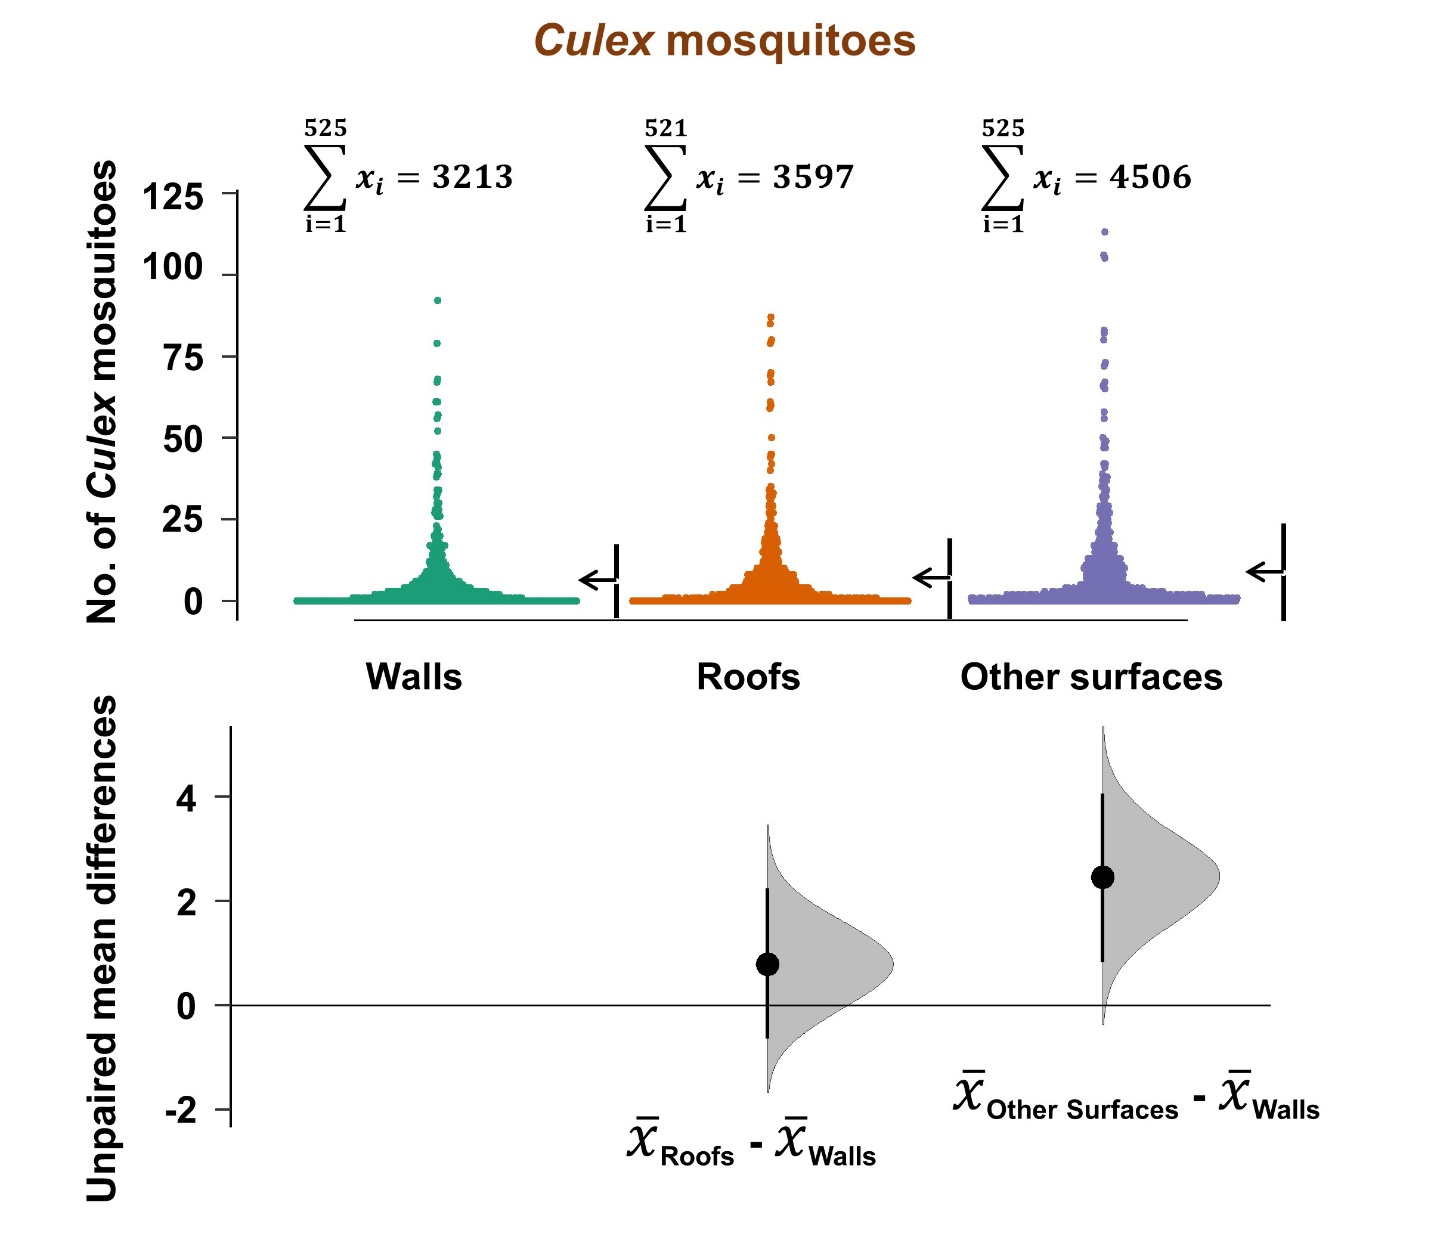 Culex mosquitoes
525
∑ xᵢ = 3213
i=1
521
∑ xᵢ = 3597
i=1
525
∑ xᵢ = 4506
i=1
No. of Culex mosquitoes
125
100
75
50
25
0
Walls
Roofs
Other surfaces
Unpaired mean differences
4
2
0
-2
x̅Roofs - x̅Walls
x̅Other Surfaces - x̅Walls